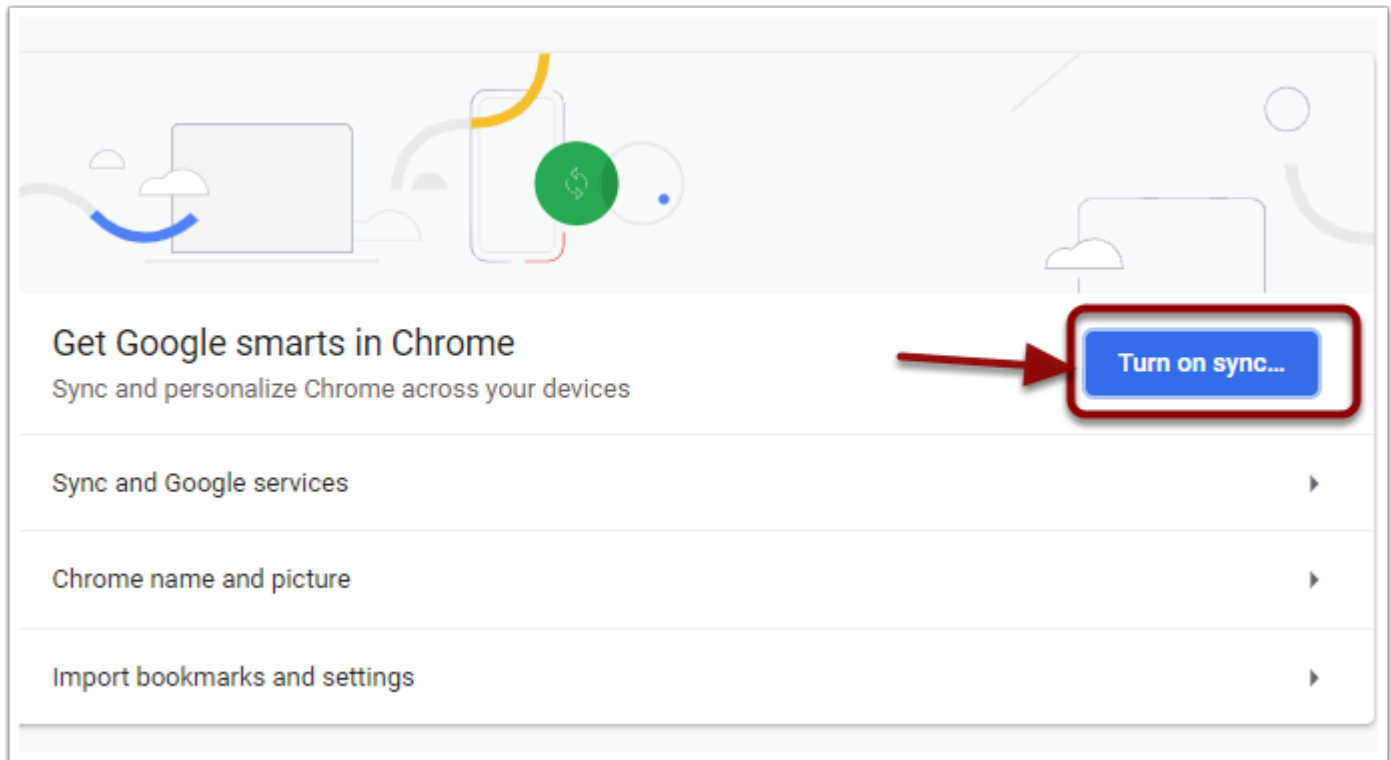 Get Google smarts in Chrome
Sync and personalize Chrome across your devices
Turn on sync...
Sync and Google services
Chrome name and picture
Import bookmarks and settings